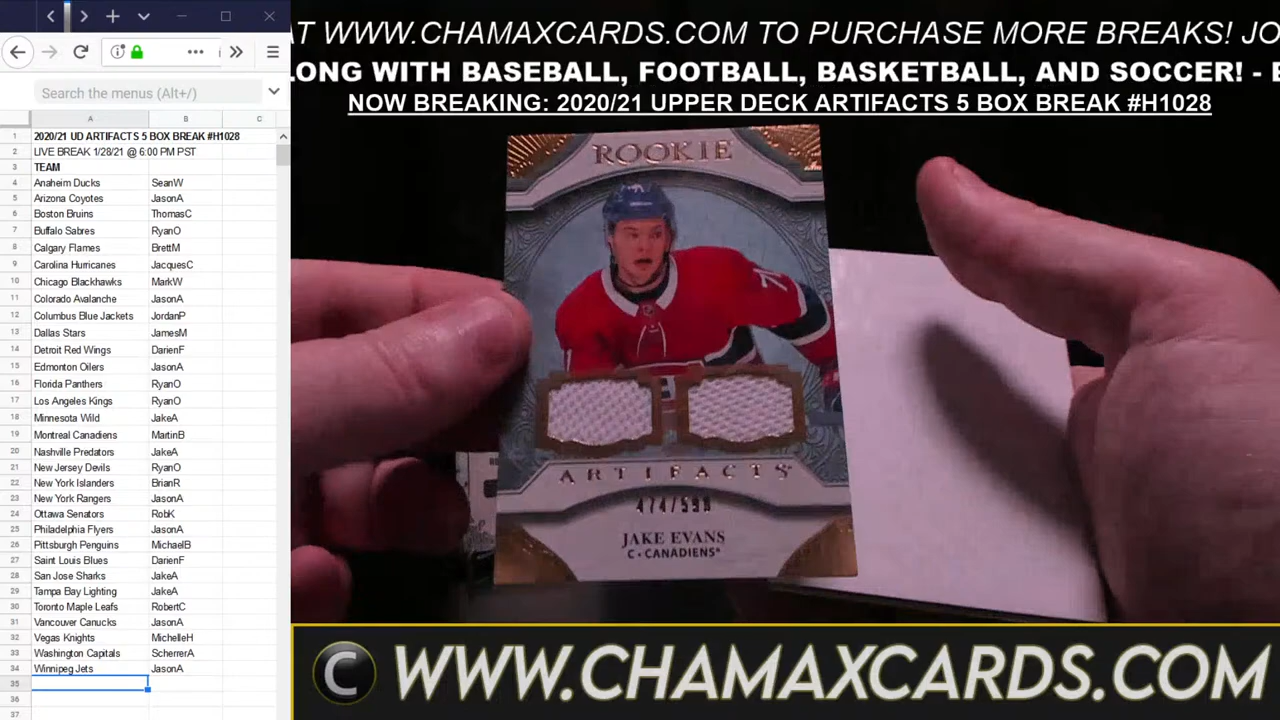 Search the menus (Alt+/)
A B C
1 2020/21 UD ARTIFACTS 5 BOX BREAK #H1028
2 LIVE BREAK 1/28/21 @ 6:00 PM PST
3 TEAM
4 Anaheim Ducks SeanW
5 Arizona Coyotes JasonA
6 Boston Bruins ThomasC
7 Buffalo Sabres RyanO
8 Calgary Flames BrettM
9 Carolina Hurricanes JacquesC
10 Chicago Blackhawks MarkW
11 Colorado Avalanche JasonA
12 Columbus Blue Jackets JordanP
13 Dallas Stars JamesM
14 Detroit Red Wings DarienF
15 Edmonton Oilers JasonA
16 Florida Panthers RyanO
17 Los Angeles Kings RyanO
18 Minnesota Wild JakeA
19 Montreal Canadiens MartinB
20 Nashville Predators JakeA
21 New Jersey Devils RyanO
22 New York Islanders BrianR
23 New York Rangers JasonA
24 Ottawa Senators RobK
25 Philadelphia Flyers JasonA
26 Pittsburgh Penguins MichaelB
27 Saint Louis Blues DarienF
28 San Jose Sharks JakeA
29 Tampa Bay Lighting JakeA
30 Toronto Maple Leafs RobertC
31 Vancouver Canucks JasonA
32 Vegas Knights MichelleH
33 Washington Capitals ScherrerA
34 Winnipeg Jets JasonA
35
36
37
AT WWW.CHAMAXCARDS.COM TO PURCHASE MORE BREAKS! JO
LONG WITH BASEBALL, FOOTBALL, BASKETBALL, AND SOCCER! - E
NOW BREAKING: 2020/21 UPPER DECK ARTIFACTS 5 BOX BREAK #H1028
ROOKIE
ARTIFACTS
474/599
JAKE EVANS
C • CANADIENS
C WWW.CHAMAXCARDS.COM